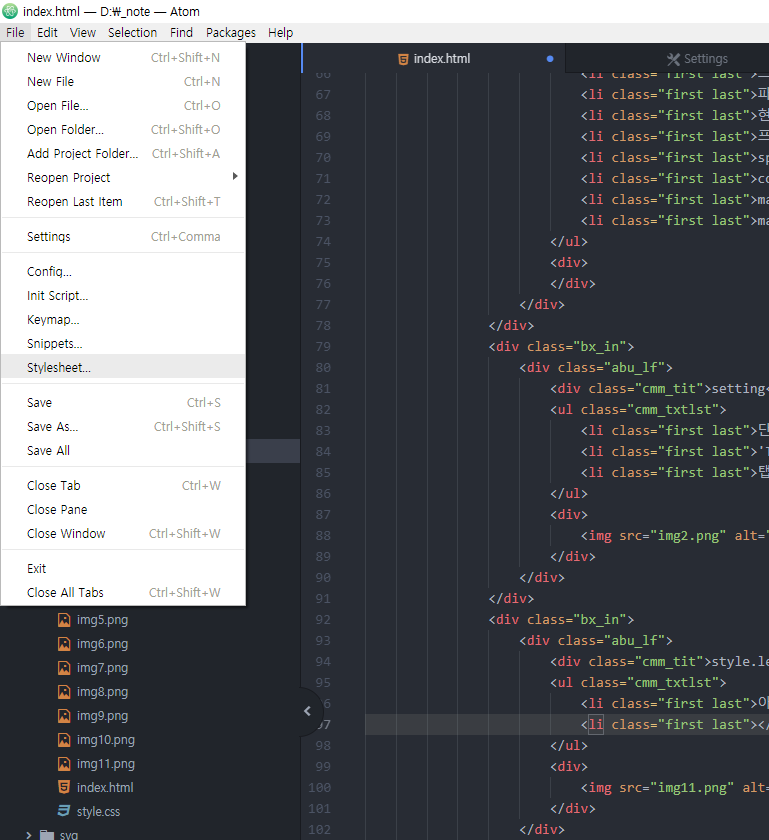 index.html — D:₩_note — Atom
File Edit View Selection Find Packages Help
New Window Ctrl+Shift+N
New File Ctrl+N
Open File... Ctrl+O
Open Folder... Ctrl+Shift+O
Add Project Folder... Ctrl+Shift+A
Reopen Project
Reopen Last Item Ctrl+Shift+T
Settings Ctrl+Comma
Config...
Init Script...
Keymap...
Snippets...
Stylesheet...
Save Ctrl+S
Save As... Ctrl+Shift+S
Save All
Close Tab Ctrl+W
Close Pane
Close Window Ctrl+Shift+W
Exit
Close All Tabs Ctrl+Shift+W
img5.png
img6.png
img7.png
img8.png
img9.png
img10.png
img11.png
index.html
style.css
svg
index.html Settings
66 <li class="first last">
67 <li class="first last">파
68 <li class="first last">현
69 <li class="first last">프
70 <li class="first last">sp
71 <li class="first last">co
72 <li class="first last">ma
73 <li class="first last">ma
74 </ul>
75 <div>
76 </div>
77 </div>
78 </div>
79 <div class="bx_in">
80 <div class="abu_lf">
81 <div class="cmm_tit">setting<
82 <ul class="cmm_txtlst">
83 <li class="first last">단
84 <li class="first last">'T
85 <li class="first last">탭
86 </ul>
87 <div>
88 <img src="img2.png" alt="
89 </div>
90 </div>
91 </div>
92 <div class="bx_in">
93 <div class="abu_lf">
94 <div class="cmm_tit">style.le
95 <ul class="cmm_txtlst">
96 <li class="first last">이
97 <li class="first last"></
98 </ul>
99 <div>
100 <img src="img11.png" alt=
101 </div>
102 </div>